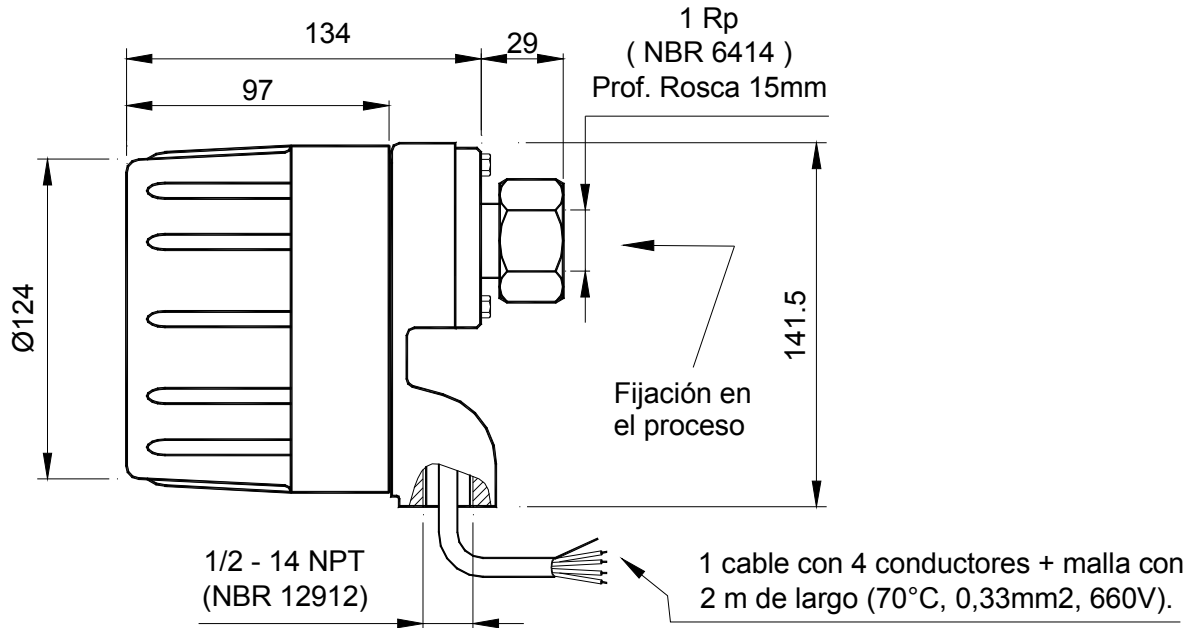 134
29
1 Rp
( NBR 6414 )
Prof. Rosca 15mm
97
Ø124
141.5
Fijación en
el proceso
1/2 - 14 NPT
(NBR 12912)
1 cable con 4 conductores + malla con
2 m de largo (70°C, 0,33mm2, 660V).